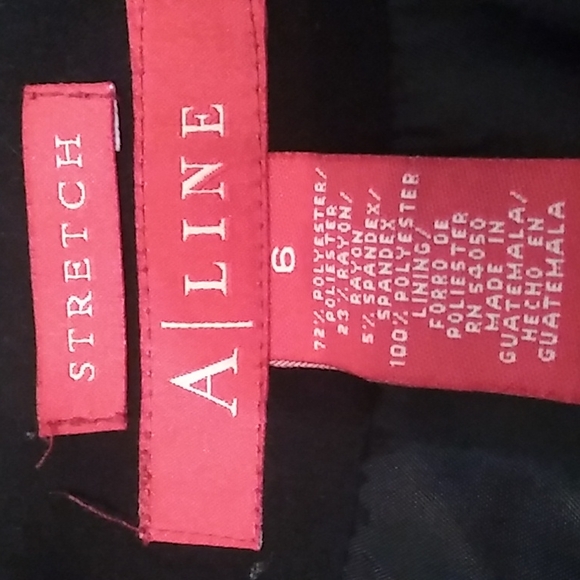 STRETCH
A|LINE
6
72% POLYESTER/
POLIESTER
23% RAYON/
RAYON
5% SPANDEX/
SPANDEX
100% POLYESTER
LINING/
FORRO DE
POLIESTER
RN 54050
MADE IN
GUATEMALA/
HECHO EN
GUATEMALA